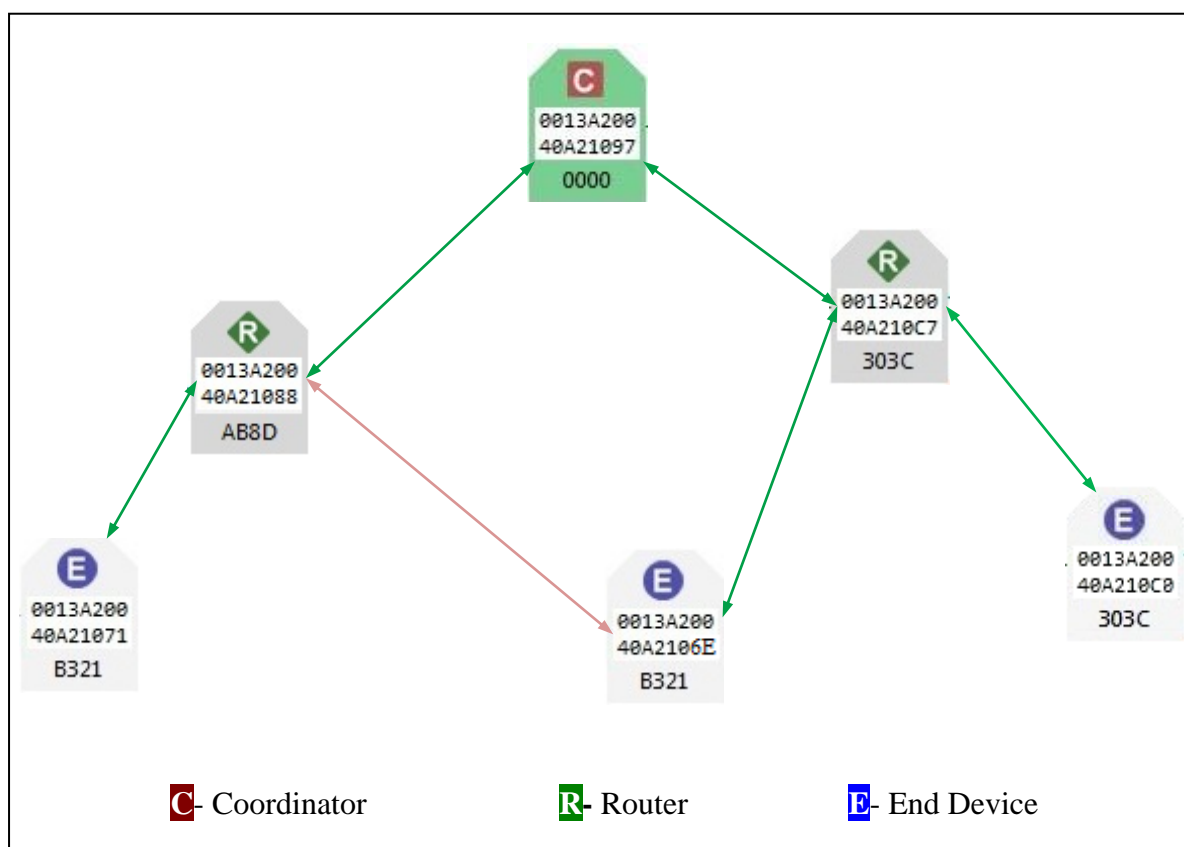 C
0013A200
40A21097
0000
R
0013A200
40A210C7
303C
R
0013A200
40A21088
AB8D
E
0013A200
40A210C0
303C
E
0013A200
40A21071
B321
E
0013A200
40A2106E
B321
C- Coordinator
R- Router
E- End Device